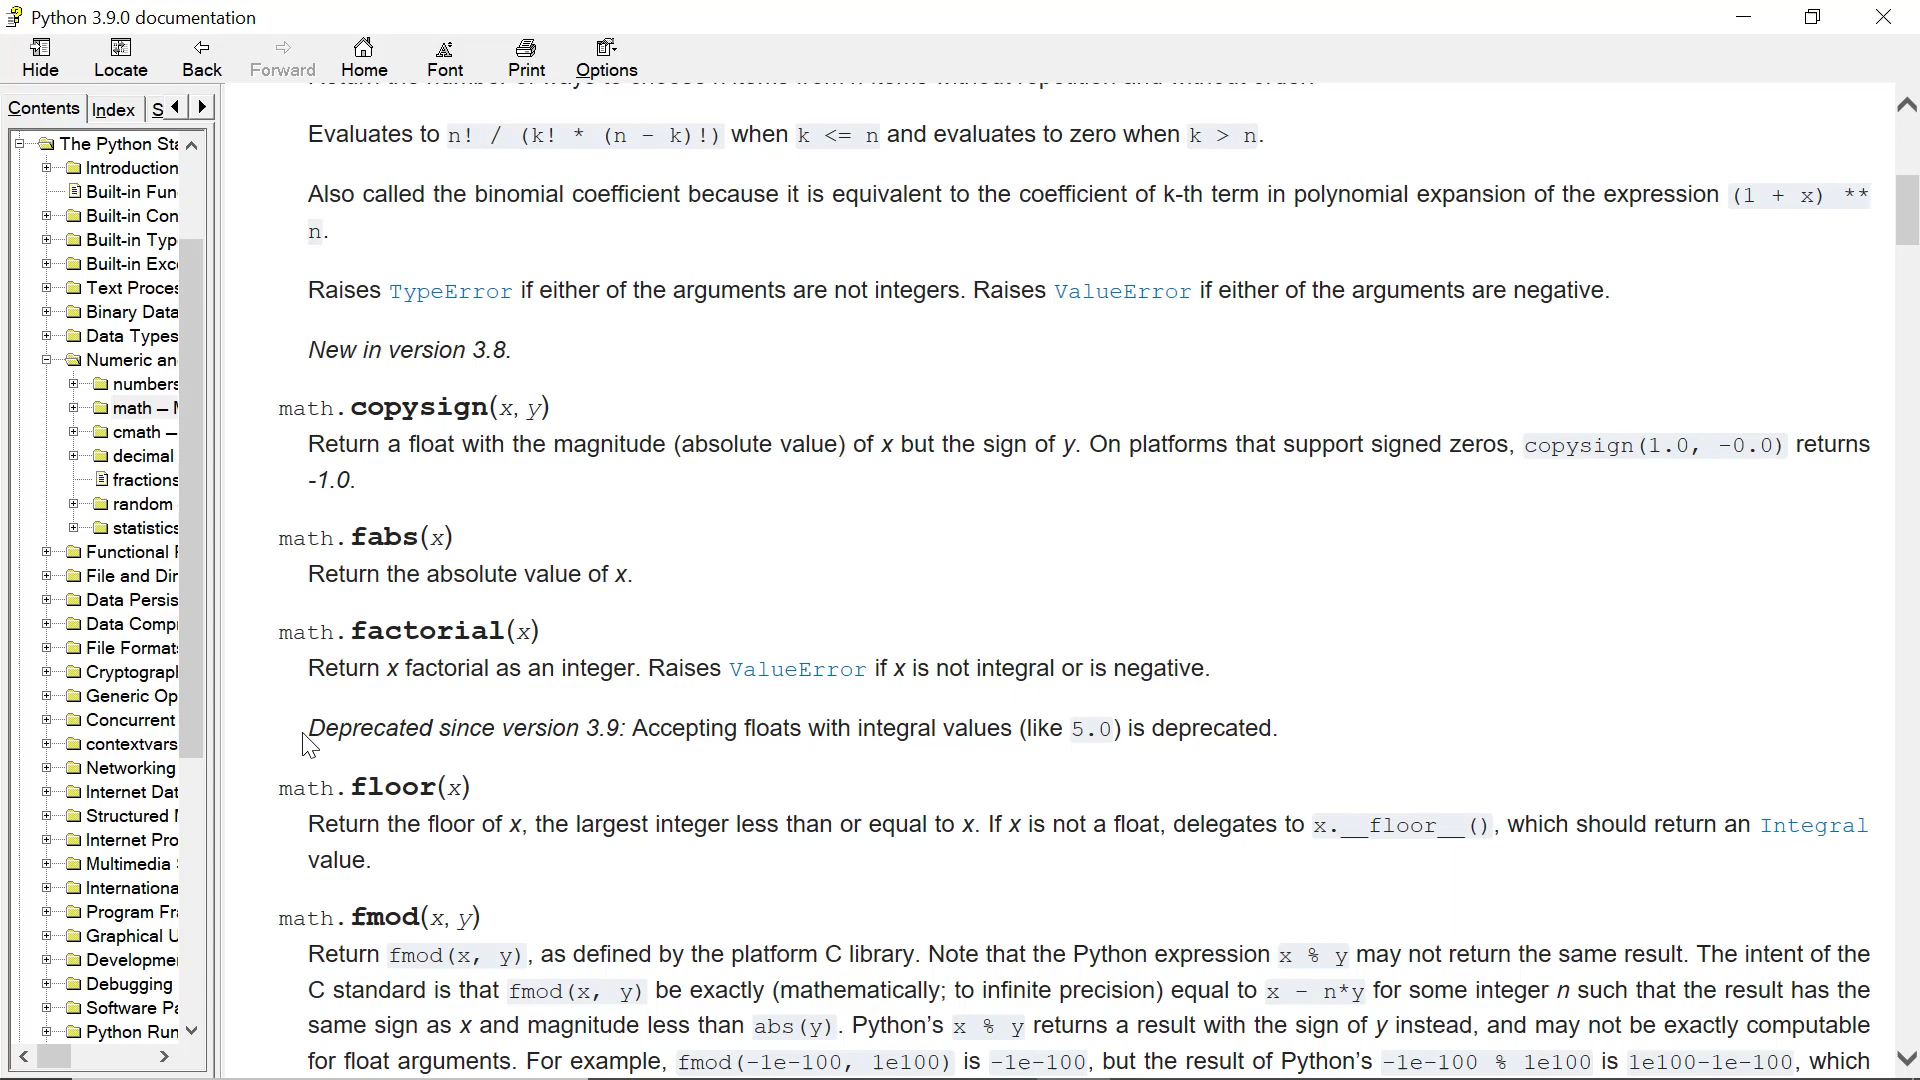 Python 3.9.0 documentation
Hide Locate Back Forward Home Font Print Options
Contents Index S
The Python Sta
Introduction
Built-in Fun
Built-in Con
Built-in Typ
Built-in Exc
Text Proces
Binary Data
Data Types
Numeric an
numbers
math —
cmath —
decimal
fractions
random
statistics
Functional
File and Dir
Data Persis
Data Comp
File Format
Cryptograp
Generic Op
Concurrent
contextvars
Networking
Internet Dat
Structured
Internet Pro
Multimedia
Internationa
Program Fra
Graphical U
Developme
Debugging
Software Pa
Python Run
Evaluates to n! / (k! * (n - k)!) when k <= n and evaluates to zero when k > n.
Also called the binomial coefficient because it is equivalent to the coefficient of k-th term in polynomial expansion of the expression (1 + x) **
n.
Raises TypeError if either of the arguments are not integers. Raises ValueError if either of the arguments are negative.
New in version 3.8.
math.copysign(x, y)
Return a float with the magnitude (absolute value) of x but the sign of y. On platforms that support signed zeros, copysign(1.0, -0.0) returns
-1.0.
math.fabs(x)
Return the absolute value of x.
math.factorial(x)
Return x factorial as an integer. Raises ValueError if x is not integral or is negative.
Deprecated since version 3.9: Accepting floats with integral values (like 5.0) is deprecated.
math.floor(x)
Return the floor of x, the largest integer less than or equal to x. If x is not a float, delegates to x.__floor__(), which should return an Integral
value.
math.fmod(x, y)
Return fmod(x, y), as defined by the platform C library. Note that the Python expression x % y may not return the same result. The intent of the
C standard is that fmod(x, y) be exactly (mathematically; to infinite precision) equal to x - n*y for some integer n such that the result has the
same sign as x and magnitude less than abs(y). Python's x % y returns a result with the sign of y instead, and may not be exactly computable
for float arguments. For example, fmod(-1e-100, 1e100) is -1e-100, but the result of Python's -1e-100 % 1e100 is 1e100-1e-100, which